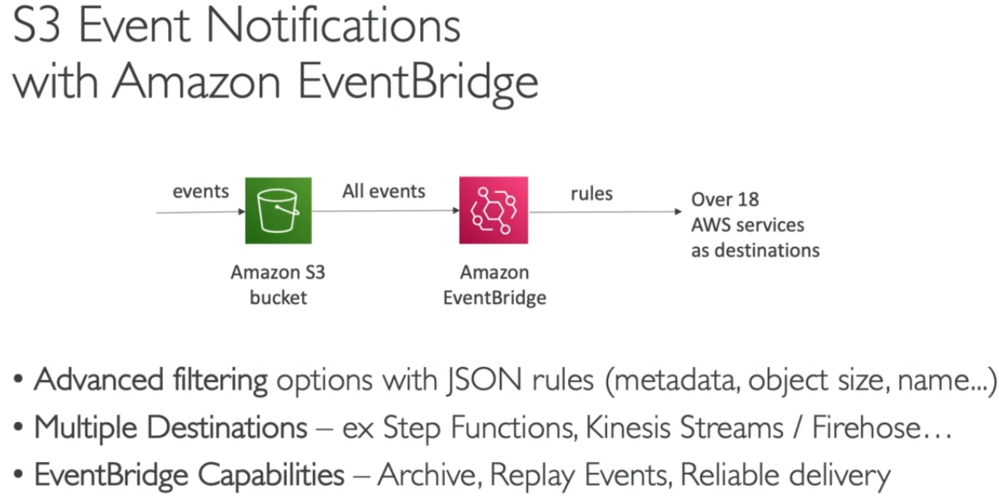 S3 Event Notifications
with Amazon EventBridge
events
All events
rules
Over 18
AWS services
as destinations
Amazon S3
bucket
Amazon
EventBridge
• Advanced filtering options with JSON rules (metadata, object size, name...)
• Multiple Destinations – ex Step Functions, Kinesis Streams / Firehose…
• EventBridge Capabilities – Archive, Replay Events, Reliable delivery